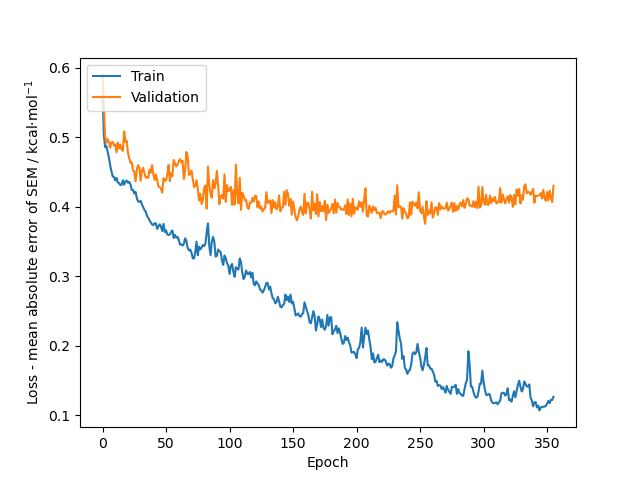 Train
Validation
0.6
0.5
0.4
0.3
0.2
0.1
Loss - mean absolute error of SEM / kcal·mol⁻¹
0 50 100 150 200 250 300 350
Epoch